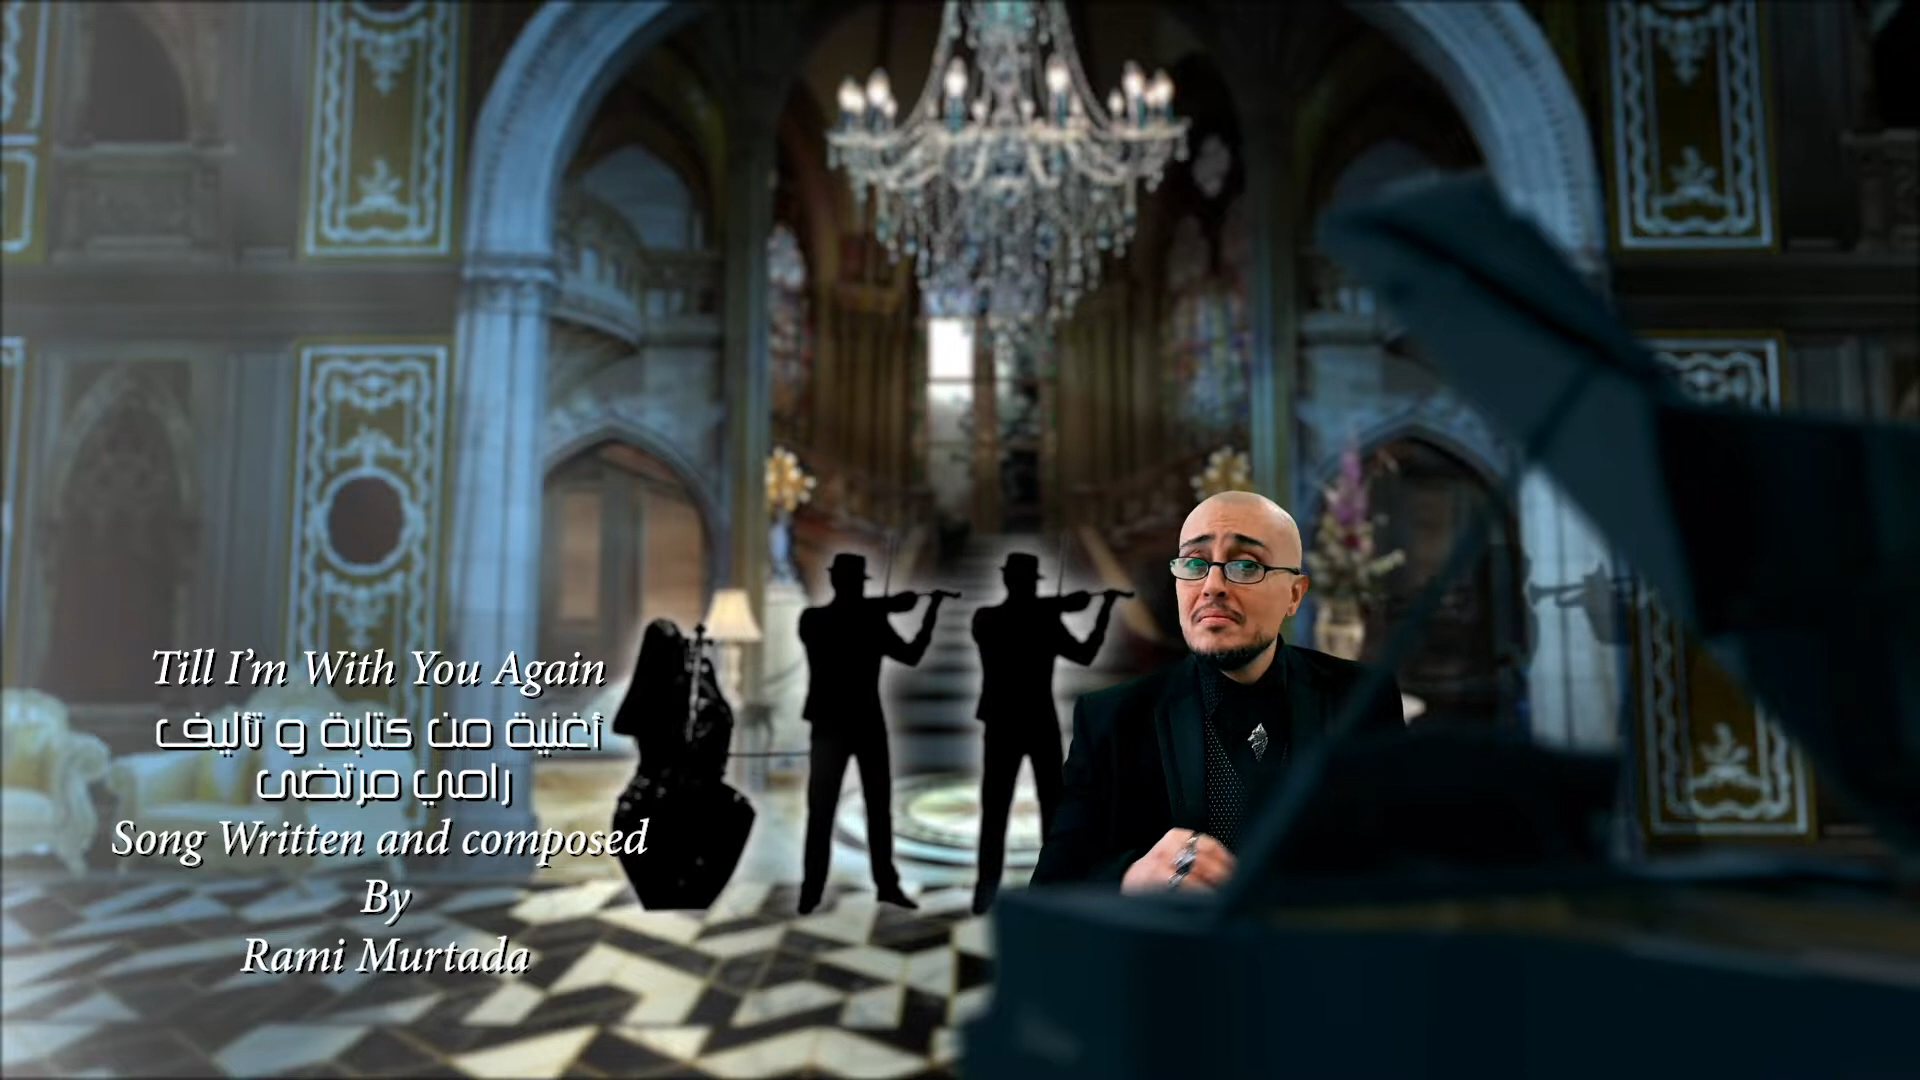 Till I'm With You Again
أغنية من كتابة و تأليف
رامي مرتضى
Song Written and composed
By
Rami Murtada